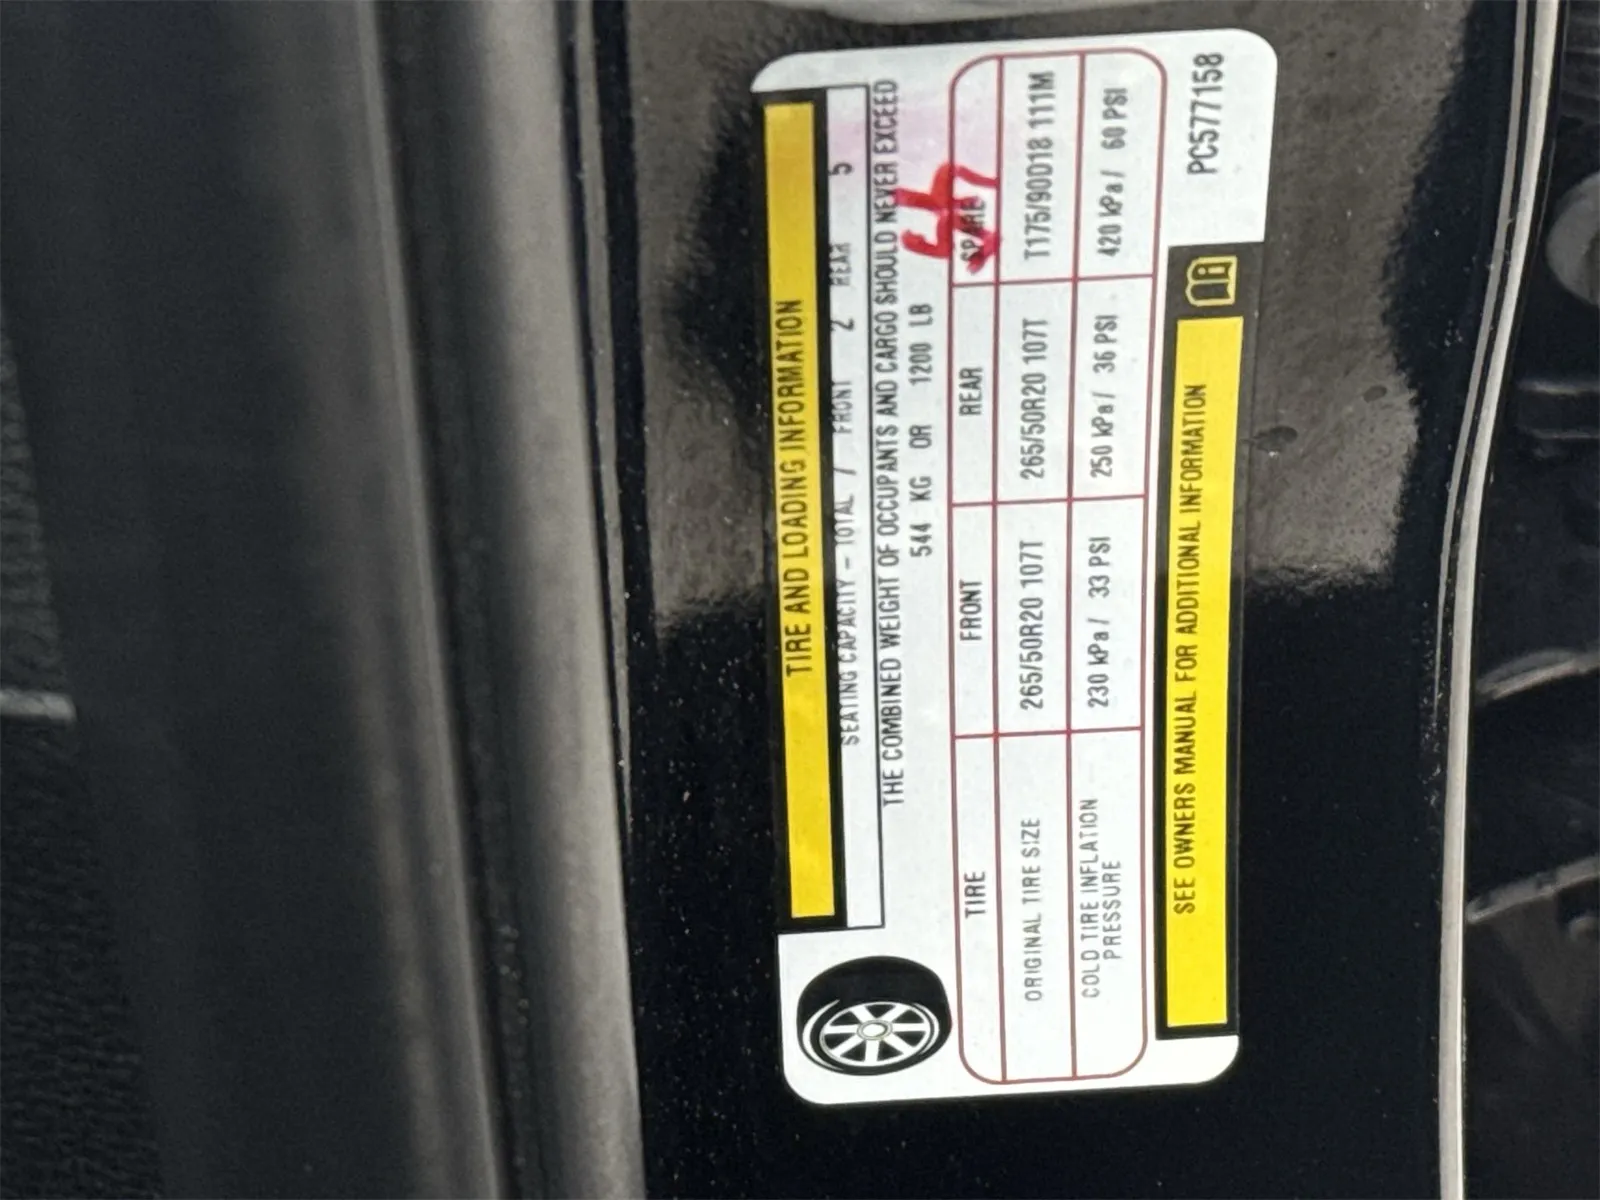 TIRE AND LOADING INFORMATION
SEATING CAPACITY – TOTAL 7 FRONT 2 REAR 5
THE COMBINED WEIGHT OF OCCUPANTS AND CARGO SHOULD NEVER EXCEED
544 KG OR 1200 LB
TIRE FRONT REAR SPARE
ORIGINAL TIRE SIZE 265/50R20 107T 265/50R20 107T T175/90D18 111M
COLD TIRE INFLATION PRESSURE 230 kPa/ 33 PSI 250 kPa/ 36 PSI 420 kPa/ 60 PSI
SEE OWNERS MANUAL FOR ADDITIONAL INFORMATION
PC577158